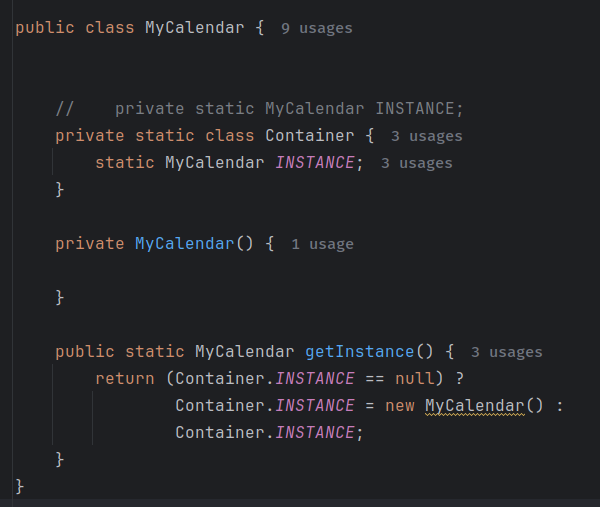 public class MyCalendar { 9 usages
//    private static MyCalendar INSTANCE;
private static class Container { 3 usages
static MyCalendar INSTANCE; 3 usages
}
private MyCalendar() { 1 usage
}
public static MyCalendar getInstance() { 3 usages
return (Container.INSTANCE == null) ?
Container.INSTANCE = new MyCalendar() :
Container.INSTANCE;
}
}